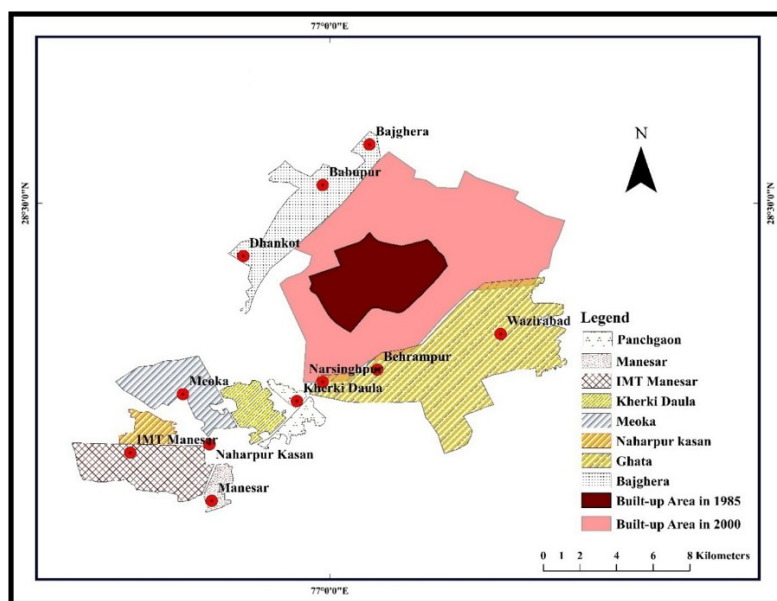 77°0'0"E
N
Bajghera
Babupur
28°30'0"N
28°30'0"N
Dhankot
Wazirabad
Behrampur
Narsinghpur
Meoka
Kherki Daula
IMT Manesar
Naharpur Kasan
Manesar
Legend
Panchgaon
Manesar
IMT Manesar
Kherki Daula
Meoka
Naharpur kasan
Ghata
Bajghera
Built-up Area in 1985
Built-up Area in 2000
0 1 2 4 6 8 Kilometers
77°0'0"E